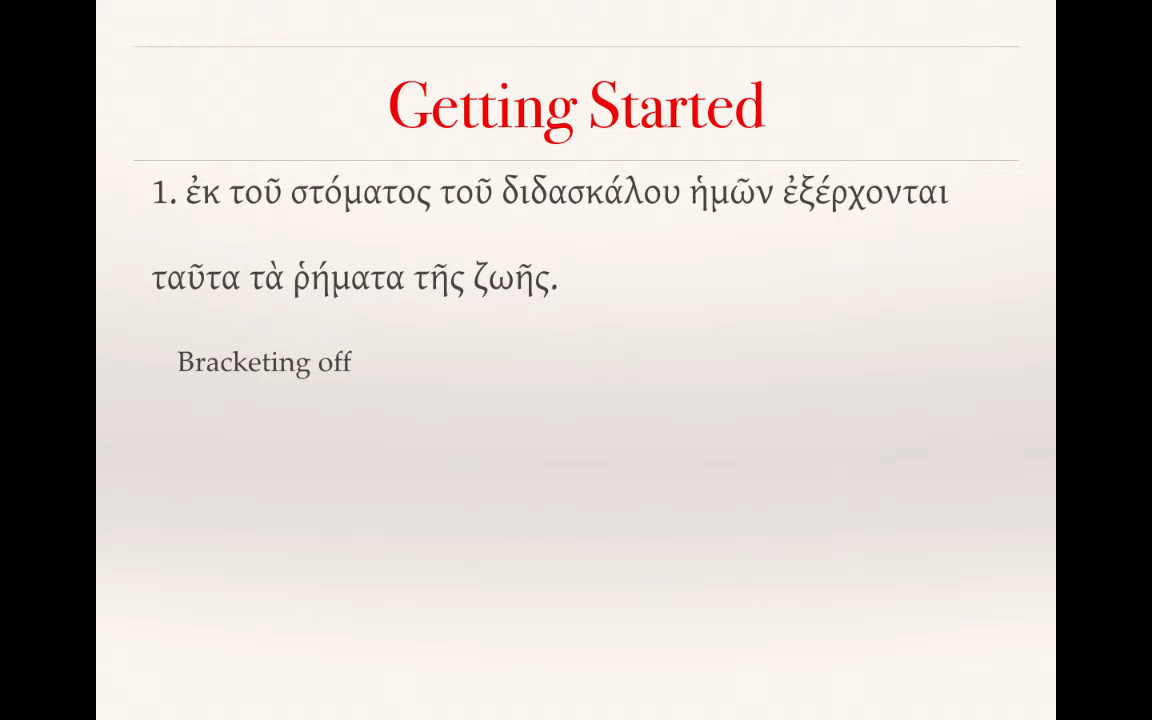 Getting Started
1. ἐκ τοῦ στόματος τοῦ διδασκάλου ἡμῶν ἐξέρχονται
ταῦτα τὰ ῥήματα τῆς ζωῆς.
Bracketing off